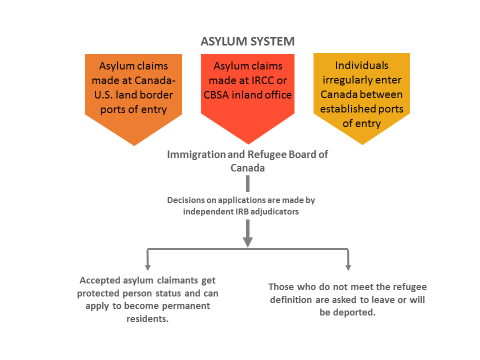 ASYLUM SYSTEM
Asylum claims
made at Canada-
U.S. land border
ports of entry
Asylum claims
made at IRCC or
CBSA inland office
Individuals
irregularly enter
Canada between
established ports
of entry
Immigration and Refugee Board of
Canada
Decisions on applications are made by
independent IRB adjudicators
Accepted asylum claimants get
protected person status and can
apply to become permanent
residents.
Those who do not meet the refugee
definition are asked to leave or will
be deported.